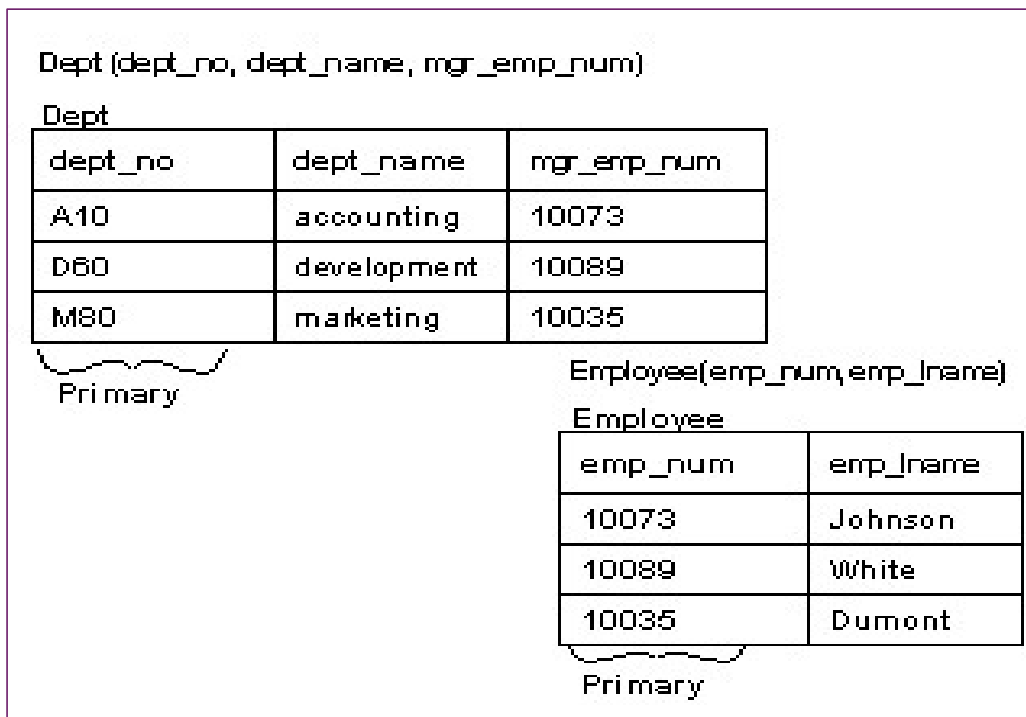 Dept (dept_no, dept_name, mgr_emp_num)
Dept
dept_no dept_name mgr_emp_num
A10 accounting 10073
D60 development 10089
M80 marketing 10035
Primary
Employee(emp_num,emp_lname)
Employee
emp_num emp_lname
10073 Johnson
10089 White
10035 Dumont
Primary